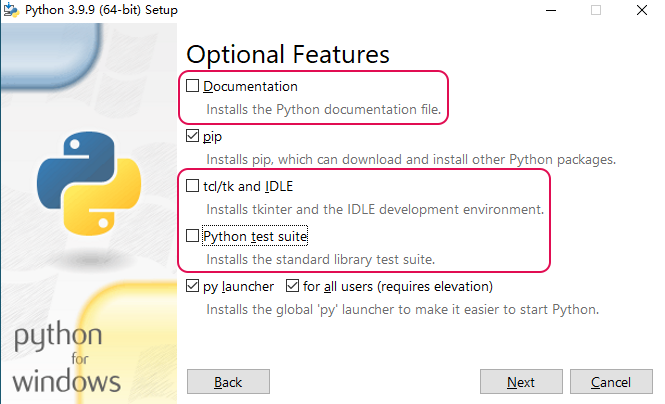 Python 3.9.9 (64-bit) Setup
Optional Features
Documentation
Installs the Python documentation file.
pip
Installs pip, which can download and install other Python packages.
tcl/tk and IDLE
Installs tkinter and the IDLE development environment.
Python test suite
Installs the standard library test suite.
py launcher for all users (requires elevation)
Installs the global 'py' launcher to make it easier to start Python.
python
for
windows
Back Next Cancel